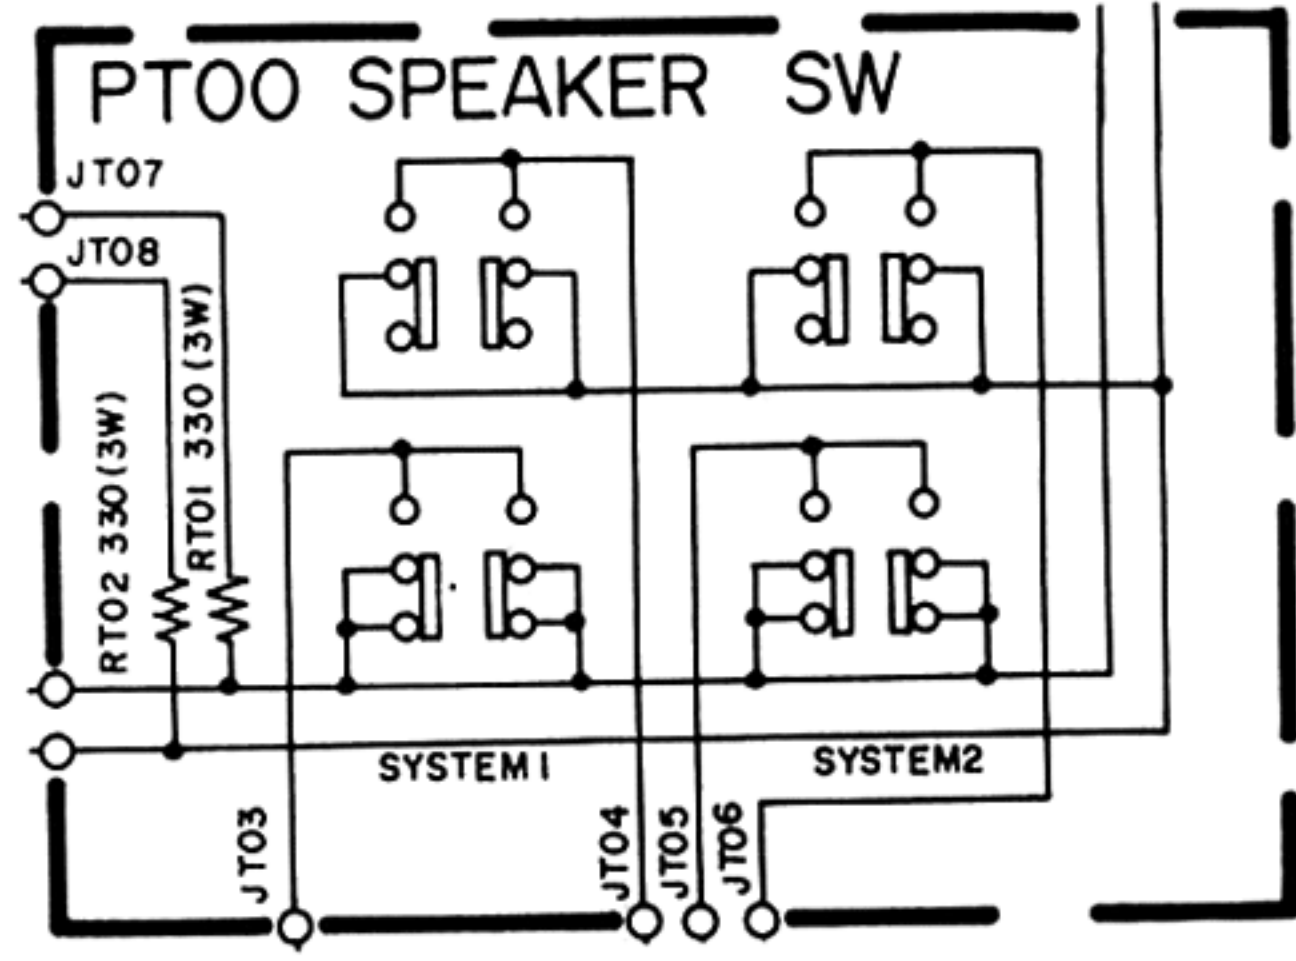 PT00 SPEAKER SW
JT07
JT08
RT01 330 (3W)
RT02 330 (3W)
SYSTEM1
SYSTEM2
JT03
JT04
JT05
JT06